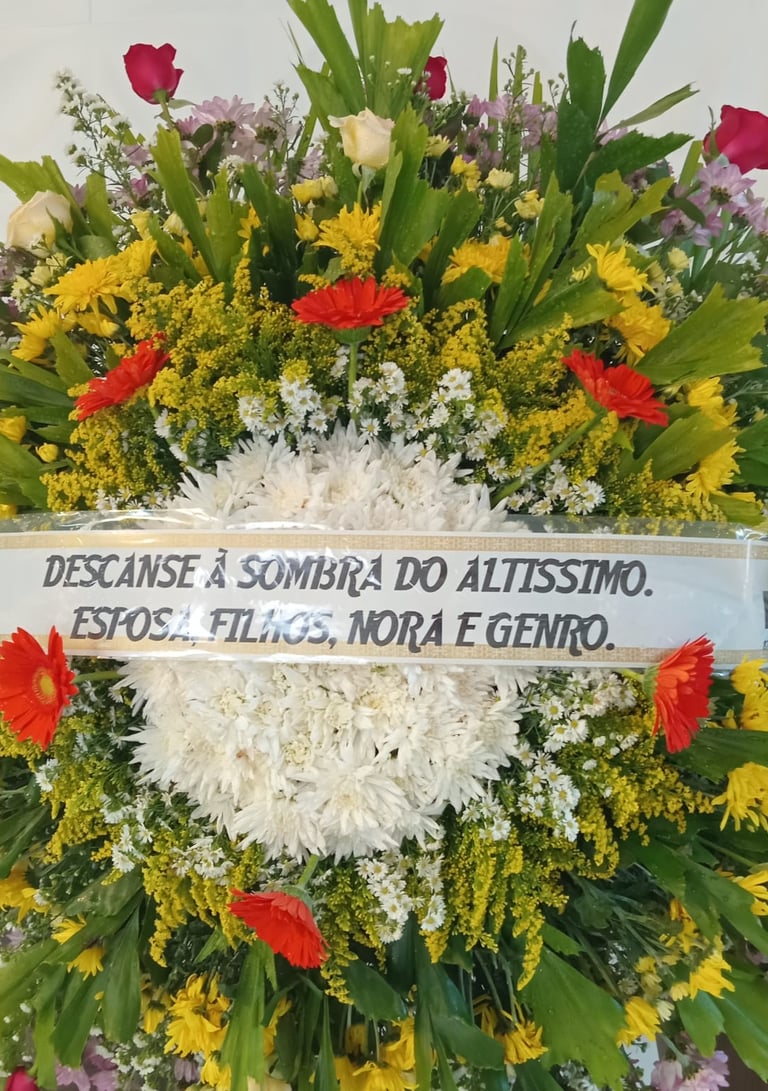 DESCANSE À SOMBRA DO ALTISSIMO.
ESPOSA, FILHOS, NORA E GENRO.